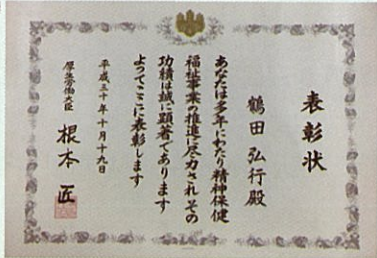 表彰状
鶴田弘行殿
あなたは多年にわたり精神保健
福祉事業の推進に尽力されその
功績は誠に顕著であります
よってここに表彰します
平成三十年十月十九日
厚生労働大臣 根本匠